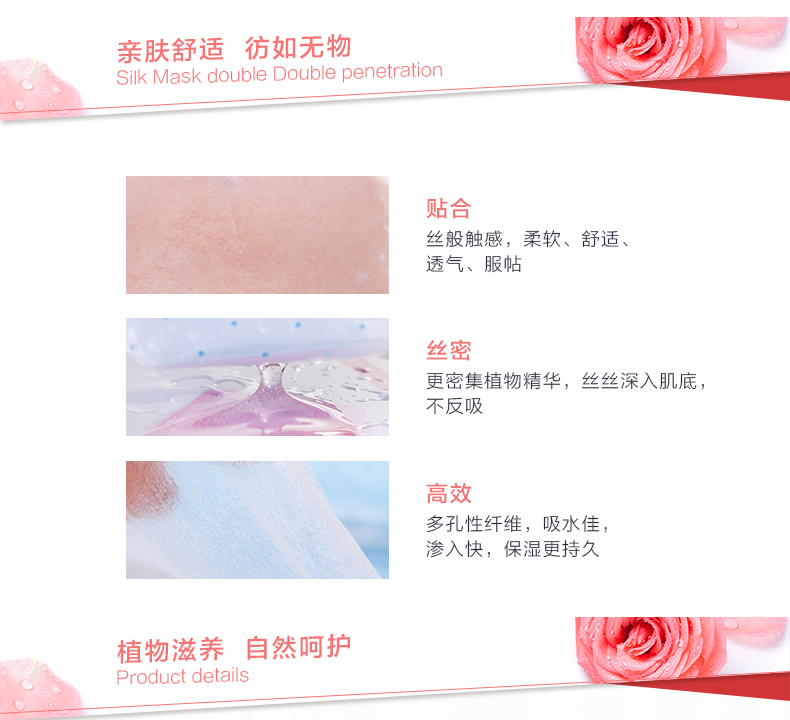 亲肤舒适 彷如无物
Silk Mask double Double penetration
贴合
丝般触感，柔软、舒适、
透气、服帖
丝密
更密集植物精华，丝丝深入肌底，
不反吸
高效
多孔性纤维，吸水佳，
渗入快，保湿更持久
植物滋养 自然呵护
Product details